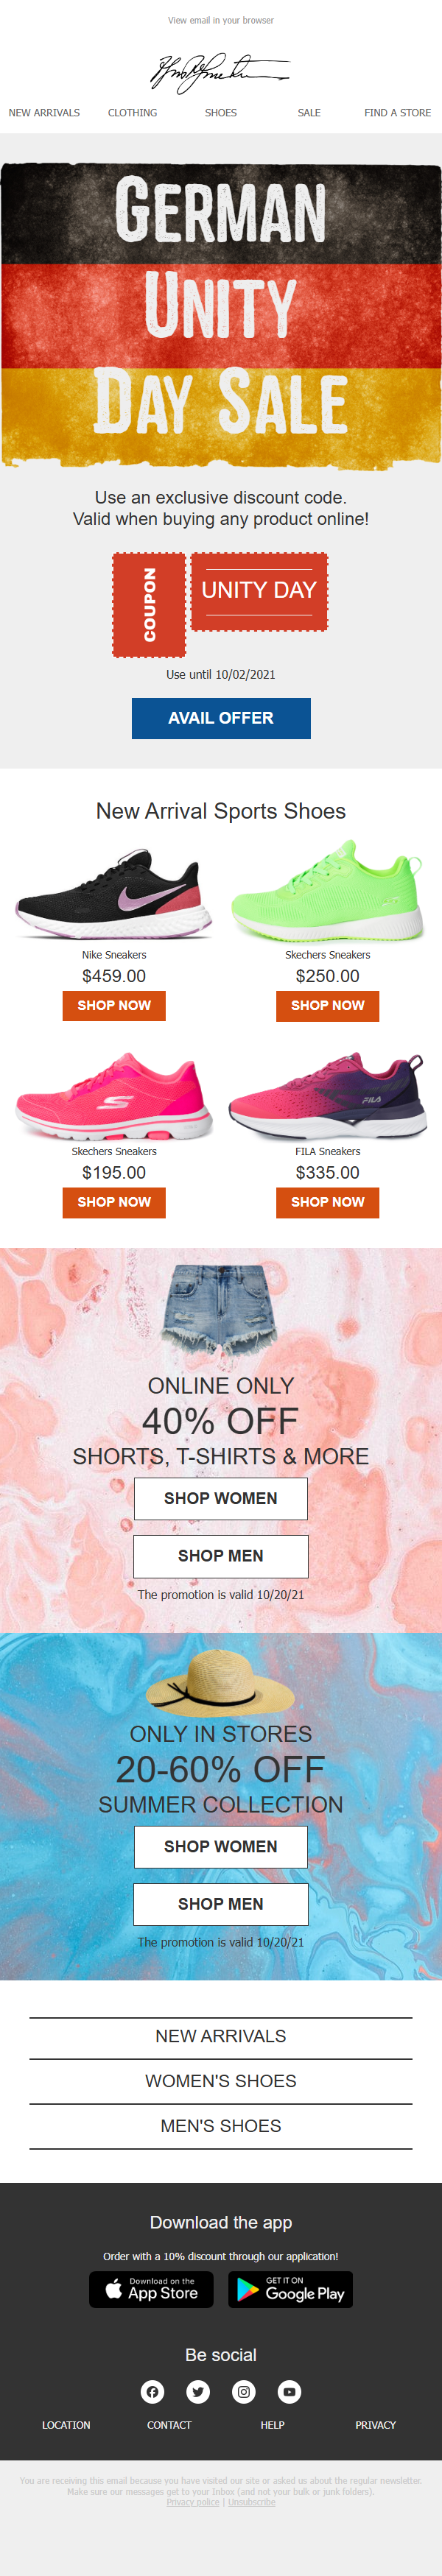 View email in your browser
NEW ARRIVALS CLOTHING SHOES SALE FIND A STORE
GERMAN
UNITY
DAY SALE
Use an exclusive discount code.
Valid when buying any product online!
COUPON
UNITY DAY
Use until 10/02/2021
AVAIL OFFER
New Arrival Sports Shoes
Nike Sneakers Skechers Sneakers
$459.00 $250.00
SHOP NOW SHOP NOW
FILA
Skechers Sneakers FILA Sneakers
$195.00 $335.00
SHOP NOW SHOP NOW
ONLINE ONLY
40% OFF
SHORTS, T-SHIRTS & MORE
SHOP WOMEN
SHOP MEN
The promotion is valid 10/20/21
ONLY IN STORES
20-60% OFF
SUMMER COLLECTION
SHOP WOMEN
SHOP MEN
The promotion is valid 10/20/21
NEW ARRIVALS
WOMEN'S SHOES
MEN'S SHOES
Download the app
Order with a 10% discount through our application!
Download on the
App Store
GET IT ON
Google Play
Be social
LOCATION CONTACT HELP PRIVACY
You are receiving this email because you have visited our site or asked us about the regular newsletter.
Make sure our messages get to your Inbox (and not your bulk or junk folders).
Privacy police | Unsubscribe